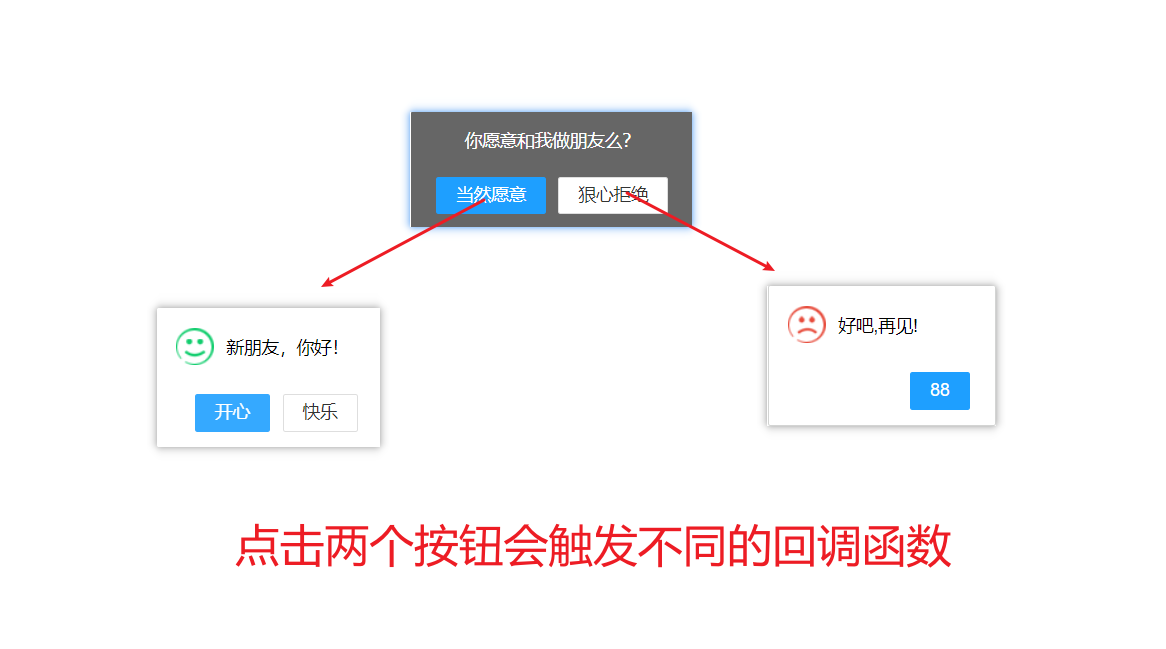 你愿意和我做朋友么?
当然愿意 狠心拒绝
新朋友，你好！
开心 快乐
好吧,再见!
88
点击两个按钮会触发不同的回调函数